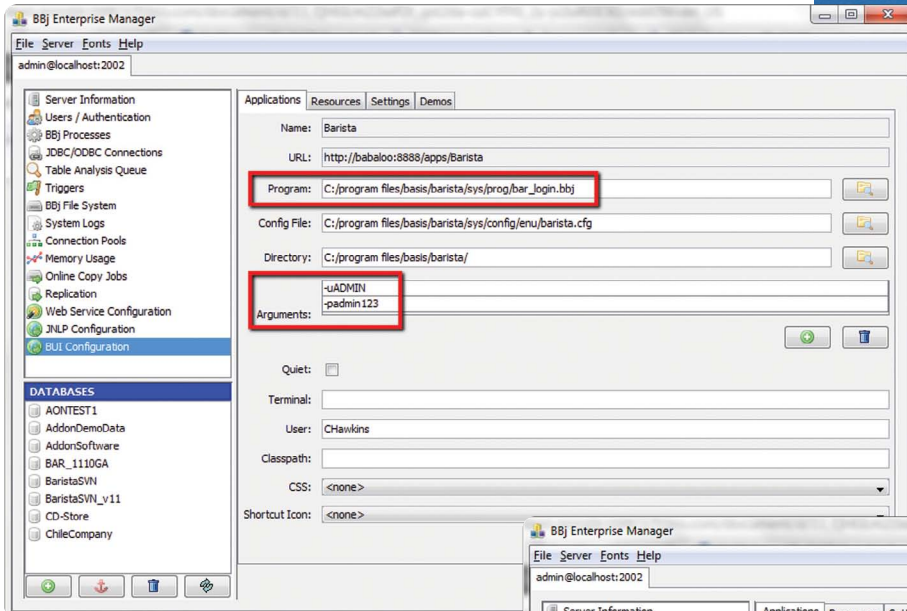 BBj Enterprise Manager
File Server Fonts Help
admin@localhost:2002
Server Information
Users / Authentication
BBj Processes
JDBC/ODBC Connections
Table Analysis Queue
Triggers
BBj File System
System Logs
Connection Pools
Memory Usage
Online Copy Jobs
Replication
Web Service Configuration
JNLP Configuration
BUI Configuration
DATABASES
AONTEST1
AddonDemoData
AddonSoftware
BAR_1110GA
BaristaSVN
BaristaSVN_v11
CD-Store
ChileCompany
Applications Resources Settings Demos
Name: Barista
URL: http://babaloo:8888/apps/Barista
Program: C:/program files/basis/barista/sys/prog/bar_login.bbj
Config File: C:/program files/basis/barista/sys/config/enu/barista.cfg
Directory: C:/program files/basis/barista/
Arguments:
-uADMIN
-padmin123
Quiet:
Terminal:
User: CHawkins
Classpath:
CSS: <none>
Shortcut Icon: <none>
BBj Enterprise Manager
File Server Fonts Help
admin@localhost:2002
Server Information
Applications